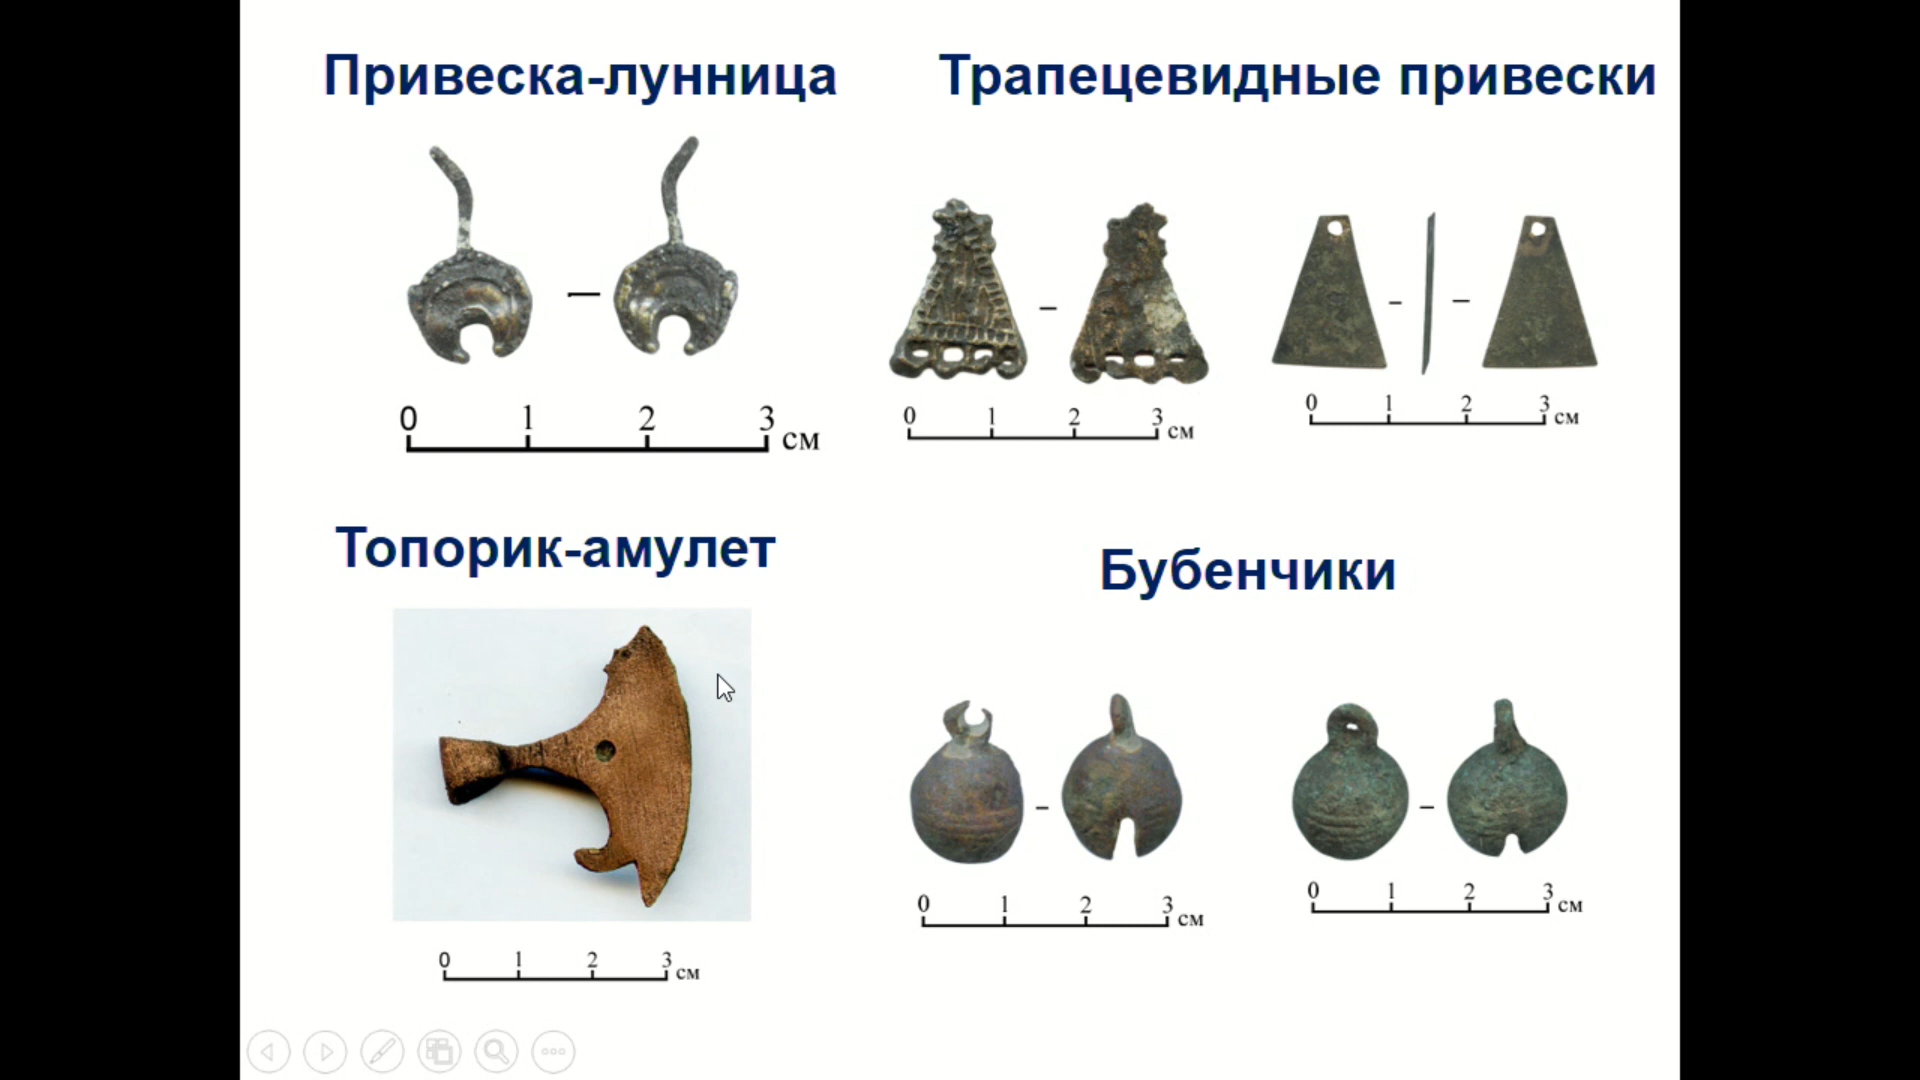 Привеска-лунница
Трапецевидные привески
0 1 2 3 см
0 1 2 3 см
0 1 2 3 см
Топорик-амулет
Бубенчики
0 1 2 3 см
0 1 2 3 см
0 1 2 3 см